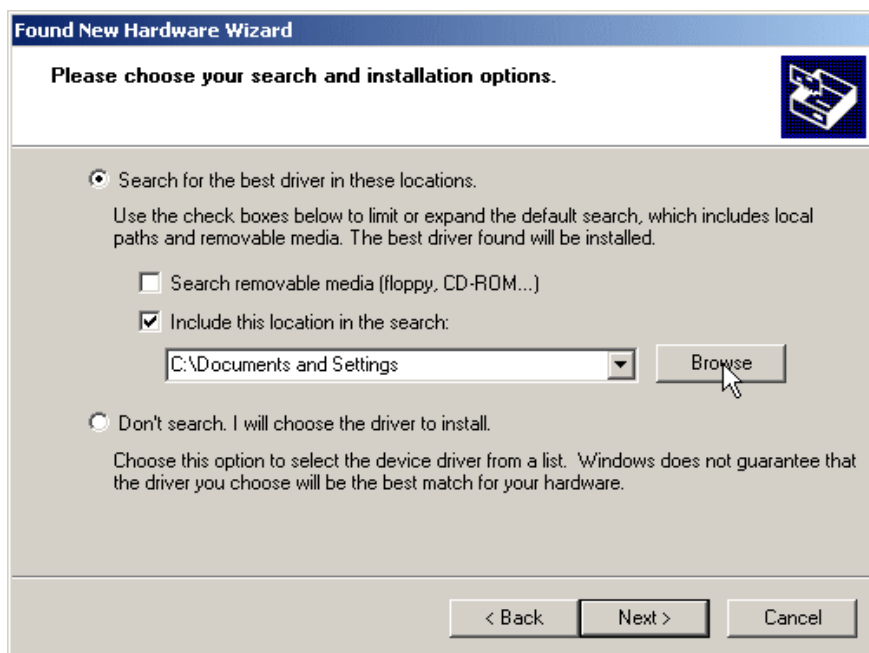 Found New Hardware Wizard
Please choose your search and installation options.
Search for the best driver in these locations.
Use the check boxes below to limit or expand the default search, which includes local
paths and removable media. The best driver found will be installed.
Search removable media (floppy, CD-ROM...)
Include this location in the search:
C:\Documents and Settings
Browse
Don't search. I will choose the driver to install.
Choose this option to select the device driver from a list.  Windows does not guarantee that
the driver you choose will be the best match for your hardware.
< Back
Next >
Cancel